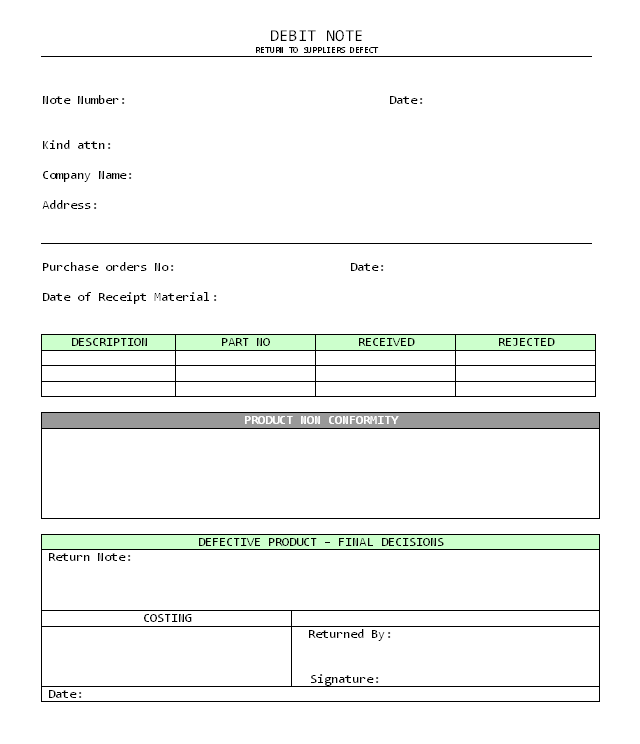 DEBIT NOTE
RETURN TO SUPPLIERS DEFECT
Note Number: Date:
Kind attn:
Company Name:
Address:
Purchase orders No: Date:
Date of Receipt Material:
DESCRIPTION PART NO RECEIVED REJECTED
PRODUCT NON CONFORMITY
DEFECTIVE PRODUCT - FINAL DECISIONS
Return Note:
COSTING
Returned By:
Signature:
Date: